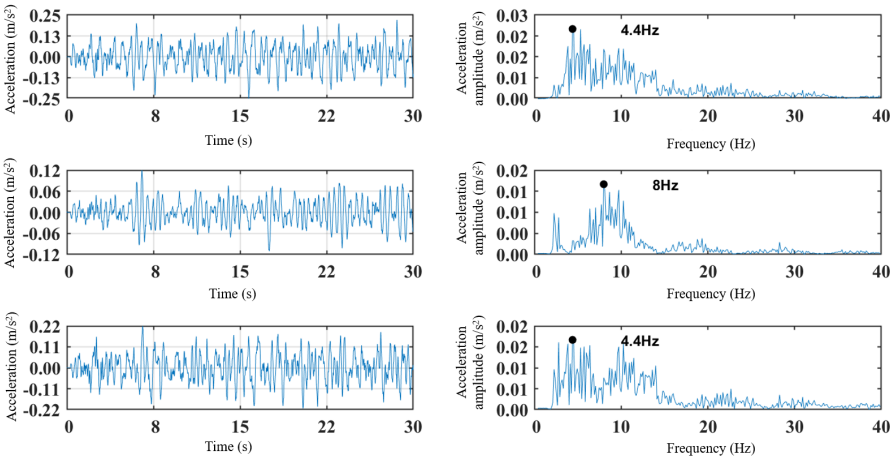 Acceleration (m/s²)
0.25
0.13
0.00
-0.13
-0.25
0 8 15 22 30
Time (s)
Acceleration
amplitude (m/s²)
0.03
0.02
0.02
0.01
0.00
4.4Hz
0 10 20 30 40
Frequency (Hz)
Acceleration (m/s²)
0.12
0.06
0.00
-0.06
-0.12
0 8 15 22 30
Time (s)
Acceleration
amplitude (m/s²)
0.02
0.01
0.01
0.00
0.00
8Hz
0 10 20 30 40
Frequency (Hz)
Acceleration (m/s²)
0.22
0.11
0.00
-0.11
-0.22
0 8 15 22 30
Time (s)
Acceleration
amplitude (m/s²)
0.02
0.02
0.01
0.01
0.00
4.4Hz
0 10 20 30 40
Frequency (Hz)